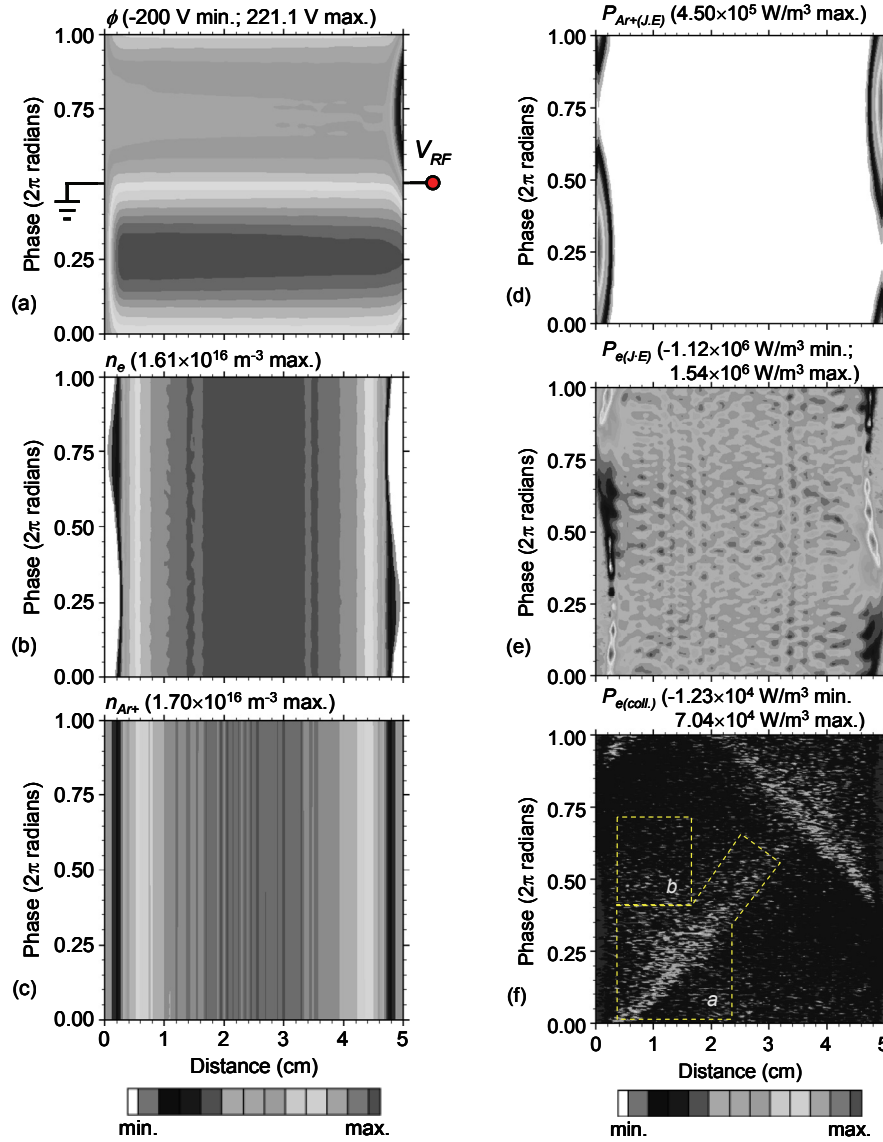 ϕ (-200 V min.; 221.1 V max.)
1.00
0.75
0.50
0.25
0.00
Phase (2π radians)
V_RF
(a)
n_e (1.61×10^16 m^-3 max.)
1.00
0.75
0.50
0.25
0.00
Phase (2π radians)
(b)
n_Ar+ (1.70×10^16 m^-3 max.)
1.00
0.75
0.50
0.25
0.00
Phase (2π radians)
(c)
0 1 2 3 4 5
Distance (cm)
min. max.
P_Ar+(J.E) (4.50×10^5 W/m^3 max.)
1.00
0.75
0.50
0.25
0.00
Phase (2π radians)
(d)
P_e(J·E) (-1.12×10^6 W/m^3 min.;
1.54×10^6 W/m^3 max.)
1.00
0.75
0.50
0.25
0.00
Phase (2π radians)
(e)
P_e(coll.) (-1.23×10^4 W/m^3 min.
7.04×10^4 W/m^3 max.)
1.00
0.75
0.50
0.25
0.00
Phase (2π radians)
b
a
(f)
0 1 2 3 4 5
Distance (cm)
min. max.